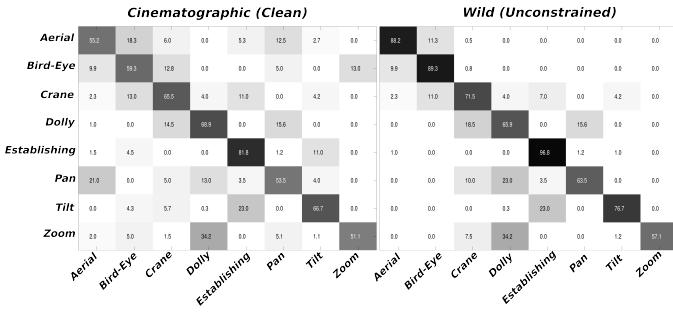 Cinematographic (Clean) Wild (Unconstrained)
Aerial 55.2 18.3 6.0 0.0 5.3 12.5 2.7 0.0 88.2 11.3 0.5 0.0 0.0 0.0 0.0 0.0
Bird-Eye 9.9 59.3 12.8 0.0 0.0 5.0 0.0 13.0 9.9 89.3 0.8 0.0 0.0 0.0 0.0 0.0
Crane 2.3 13.0 65.5 4.0 11.0 0.0 4.2 0.0 2.3 11.0 71.5 4.0 7.0 0.0 4.2 0.0
Dolly 1.0 0.0 14.5 68.9 0.0 15.6 0.0 0.0 0.0 0.0 18.5 65.9 0.0 15.6 0.0 0.0
Establishing 1.5 4.5 0.0 0.0 81.8 1.2 11.0 0.0 1.0 0.0 0.0 0.0 96.8 1.2 1.0 0.0
Pan 21.0 0.0 5.0 13.0 3.5 53.5 4.0 0.0 0.0 0.0 10.0 23.0 3.5 63.5 0.0 0.0
Tilt 0.0 4.3 5.7 0.3 23.0 0.0 66.7 0.0 0.0 0.0 0.0 0.3 23.0 0.0 76.7 0.0
Zoom 2.0 5.0 1.5 34.2 0.0 5.1 1.1 51.1 0.0 0.0 7.5 34.2 0.0 0.0 1.2 57.1
Aerial Bird-Eye Crane Dolly Establishing Pan Tilt Zoom Aerial Bird-Eye Crane Dolly Establishing Pan Tilt Zoom